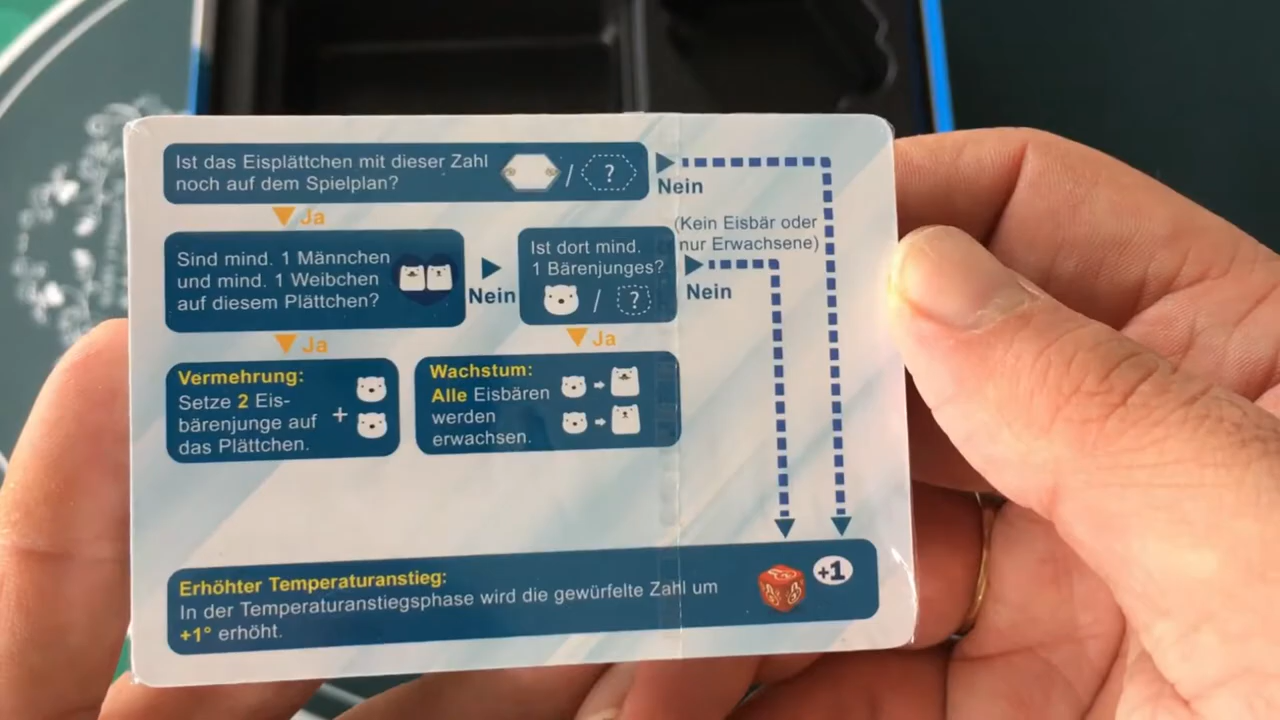 Ist das Eisplättchen mit dieser Zahl
noch auf dem Spielplan?
/ ?
Nein
Ja
(Kein Eisbär oder
nur Erwachsene)
Sind mind. 1 Männchen
und mind. 1 Weibchen
auf diesem Plättchen?
Nein
Ist dort mind.
1 Bärenjunges?
/ ?
Nein
Ja
Ja
Vermehrung:
Setze 2 Eis-
bärenjunge auf
das Plättchen.
+
Wachstum:
Alle Eisbären
werden
erwachsen.
Erhöhter Temperaturanstieg:
In der Temperaturanstiegsphase wird die gewürfelte Zahl um
+1° erhöht.
+1